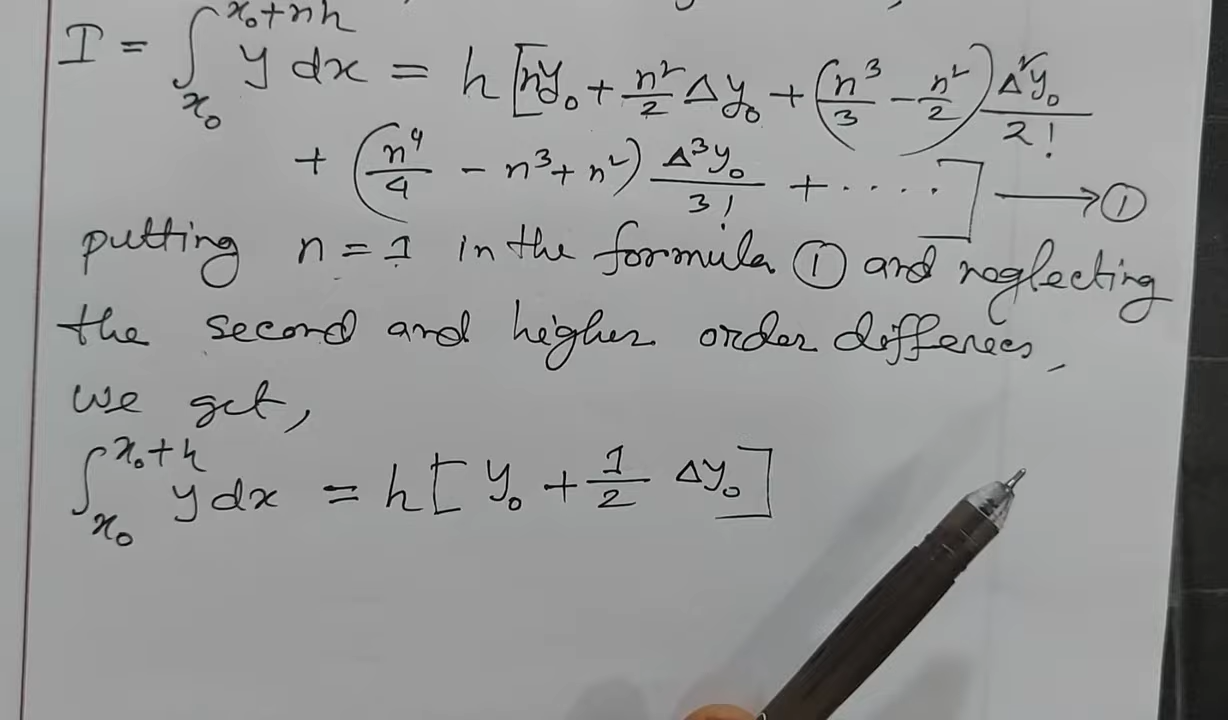 I = ∫_{x₀}^{x₀+nh} y dx = h [ny₀ + n²/2 Δy₀ + (n³/3 − n²/2) Δ²y₀/2!
+ (n⁴/4 − n³ + n²) Δ³y₀/3! + ....] ⟶ ①
putting n = 1 in the formula ① and neglecting
the second and higher order differeces,
we get,
∫_{x₀}^{x₀+h} y dx = h [ y₀ + 1/2 Δy₀ ]